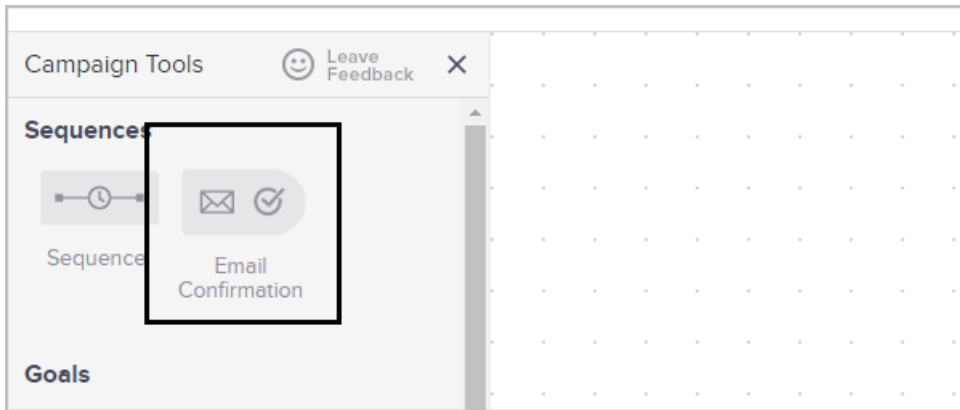 Campaign Tools
Leave
Feedback
Sequences
Sequence
Email
Confirmation
Goals